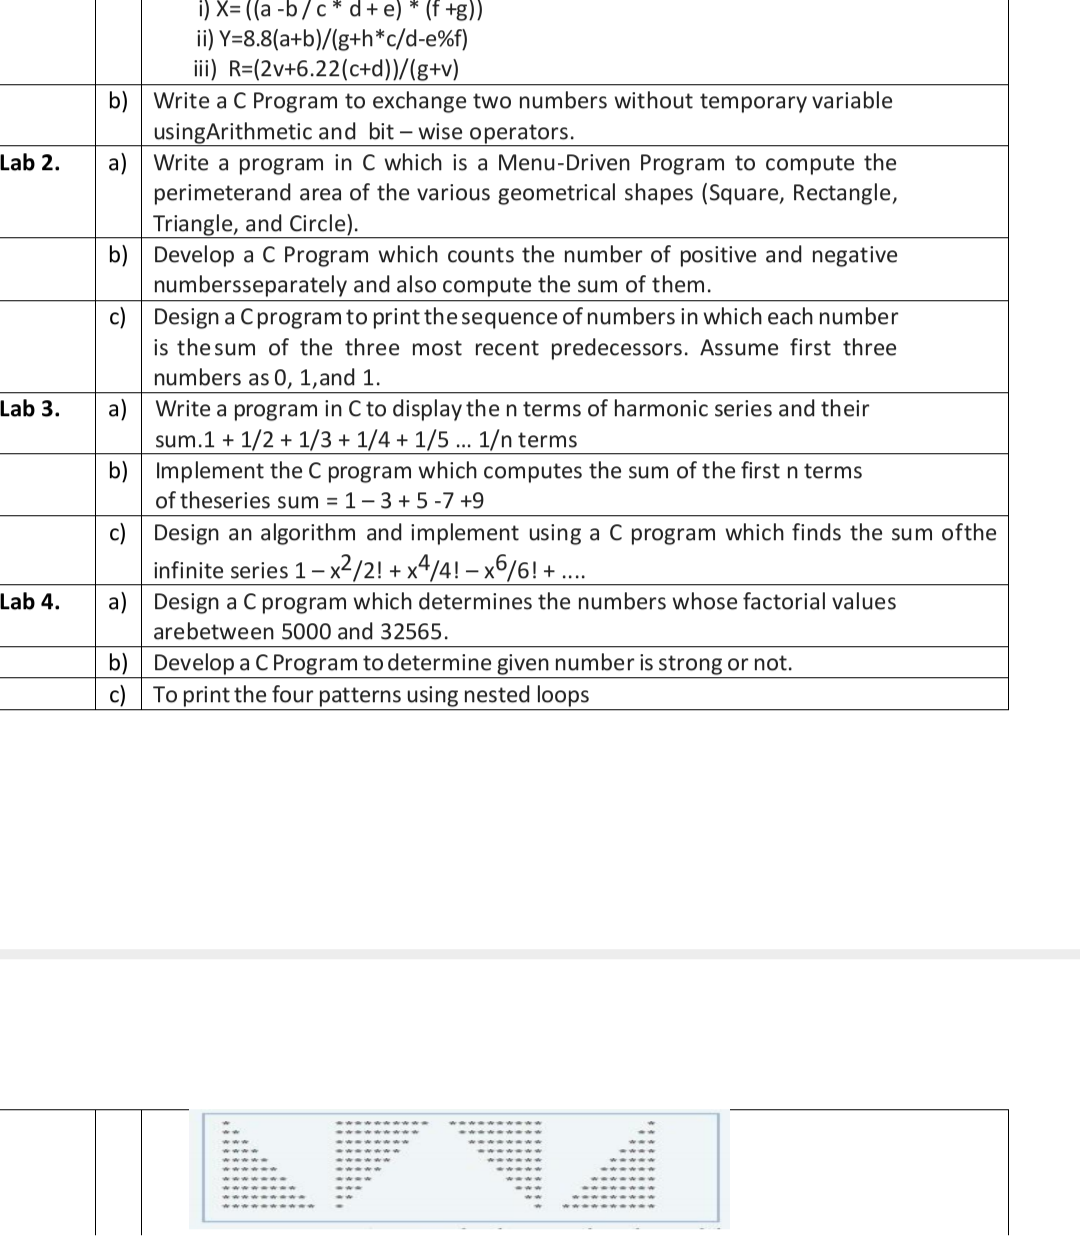 i) X= ((a -b / c * d + e) * (f +g))
ii) Y=8.8(a+b)/(g+h*c/d-e%f)
iii) R=(2v+6.22(c+d))/(g+v)
b) Write a C Program to exchange two numbers without temporary variable
usingArithmetic and bit – wise operators.
Lab 2. a) Write a program in C which is a Menu-Driven Program to compute the
perimeterand area of the various geometrical shapes (Square, Rectangle,
Triangle, and Circle).
b) Develop a C Program which counts the number of positive and negative
numbersseparately and also compute the sum of them.
c) Design a C program to print the sequence of numbers in which each number
is thesum of the three most recent predecessors. Assume first three
numbers as 0, 1,and 1.
Lab 3. a) Write a program in C to display the n terms of harmonic series and their
sum.1 + 1/2 + 1/3 + 1/4 + 1/5 ... 1/n terms
b) Implement the C program which computes the sum of the first n terms
of theseries sum = 1 – 3 + 5 -7 +9
c) Design an algorithm and implement using a C program which finds the sum ofthe
infinite series 1 – x²/2! + x⁴/4! – x⁶/6! + ....
Lab 4. a) Design a C program which determines the numbers whose factorial values
arebetween 5000 and 32565.
b) Develop a C Program to determine given number is strong or not.
c) To print the four patterns using nested loops
* ********** ********** *
** ********* ********* **
*** ******** ******** ***
**** ******* ******* ****
***** ****** ****** *****
****** ***** ***** ******
******* **** **** *******
******** *** *** ********
********* ** ** *********
********** * * **********